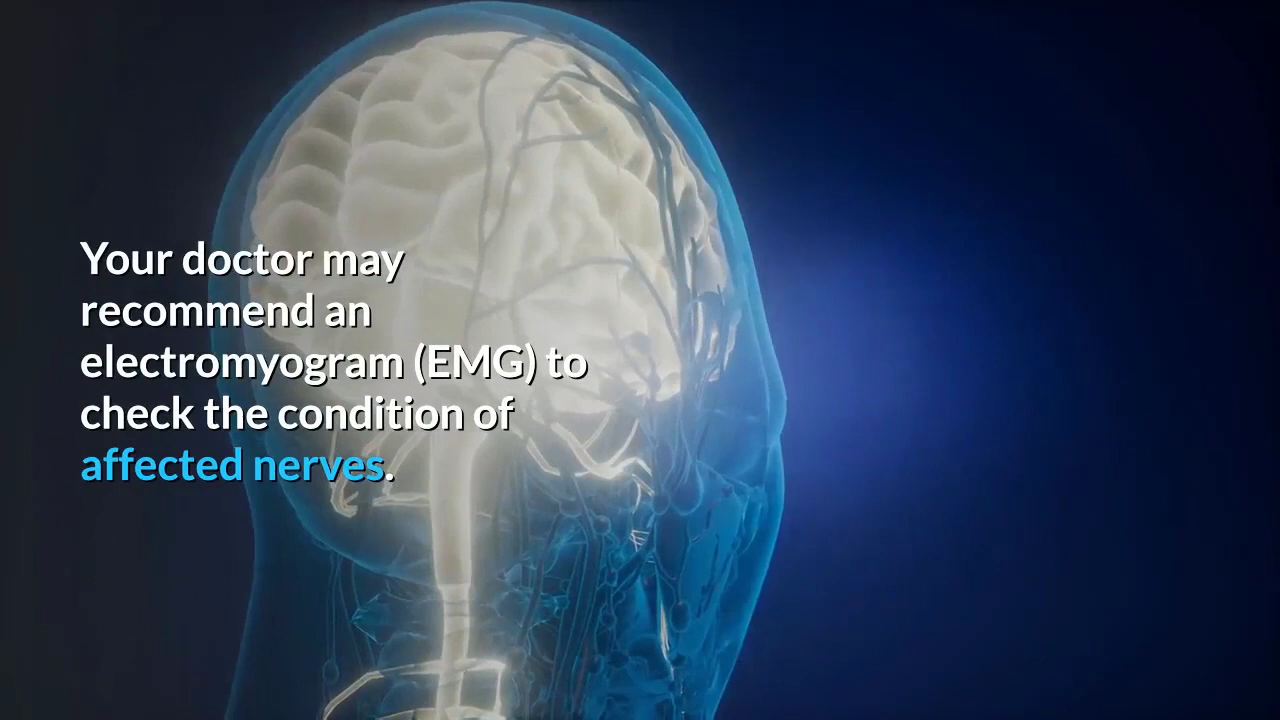 Your doctor may
recommend an
electromyogram (EMG) to
check the condition of
affected nerves.